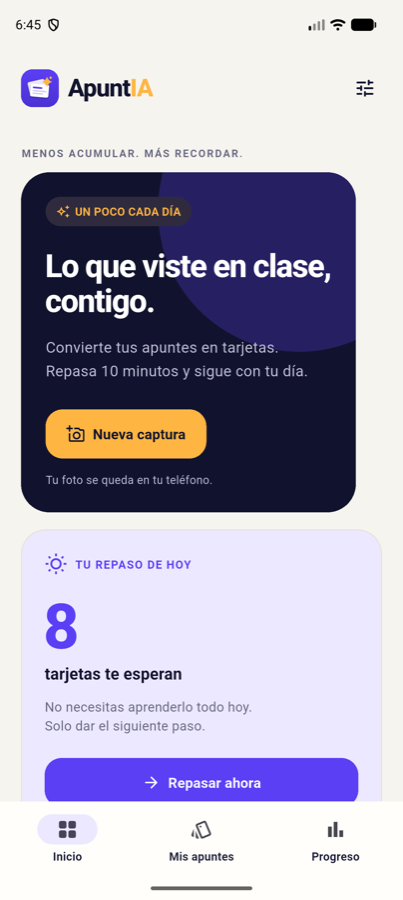 6:45
ApuntIA
MENOS ACUMULAR. MÁS RECORDAR.
UN POCO CADA DÍA
Lo que viste en clase,
contigo.
Convierte tus apuntes en tarjetas.
Repasa 10 minutos y sigue con tu día.
Nueva captura
Tu foto se queda en tu teléfono.
TU REPASO DE HOY
8
tarjetas te esperan
No necesitas aprenderlo todo hoy.
Solo dar el siguiente paso.
Repasar ahora
Inicio
Mis apuntes
Progreso